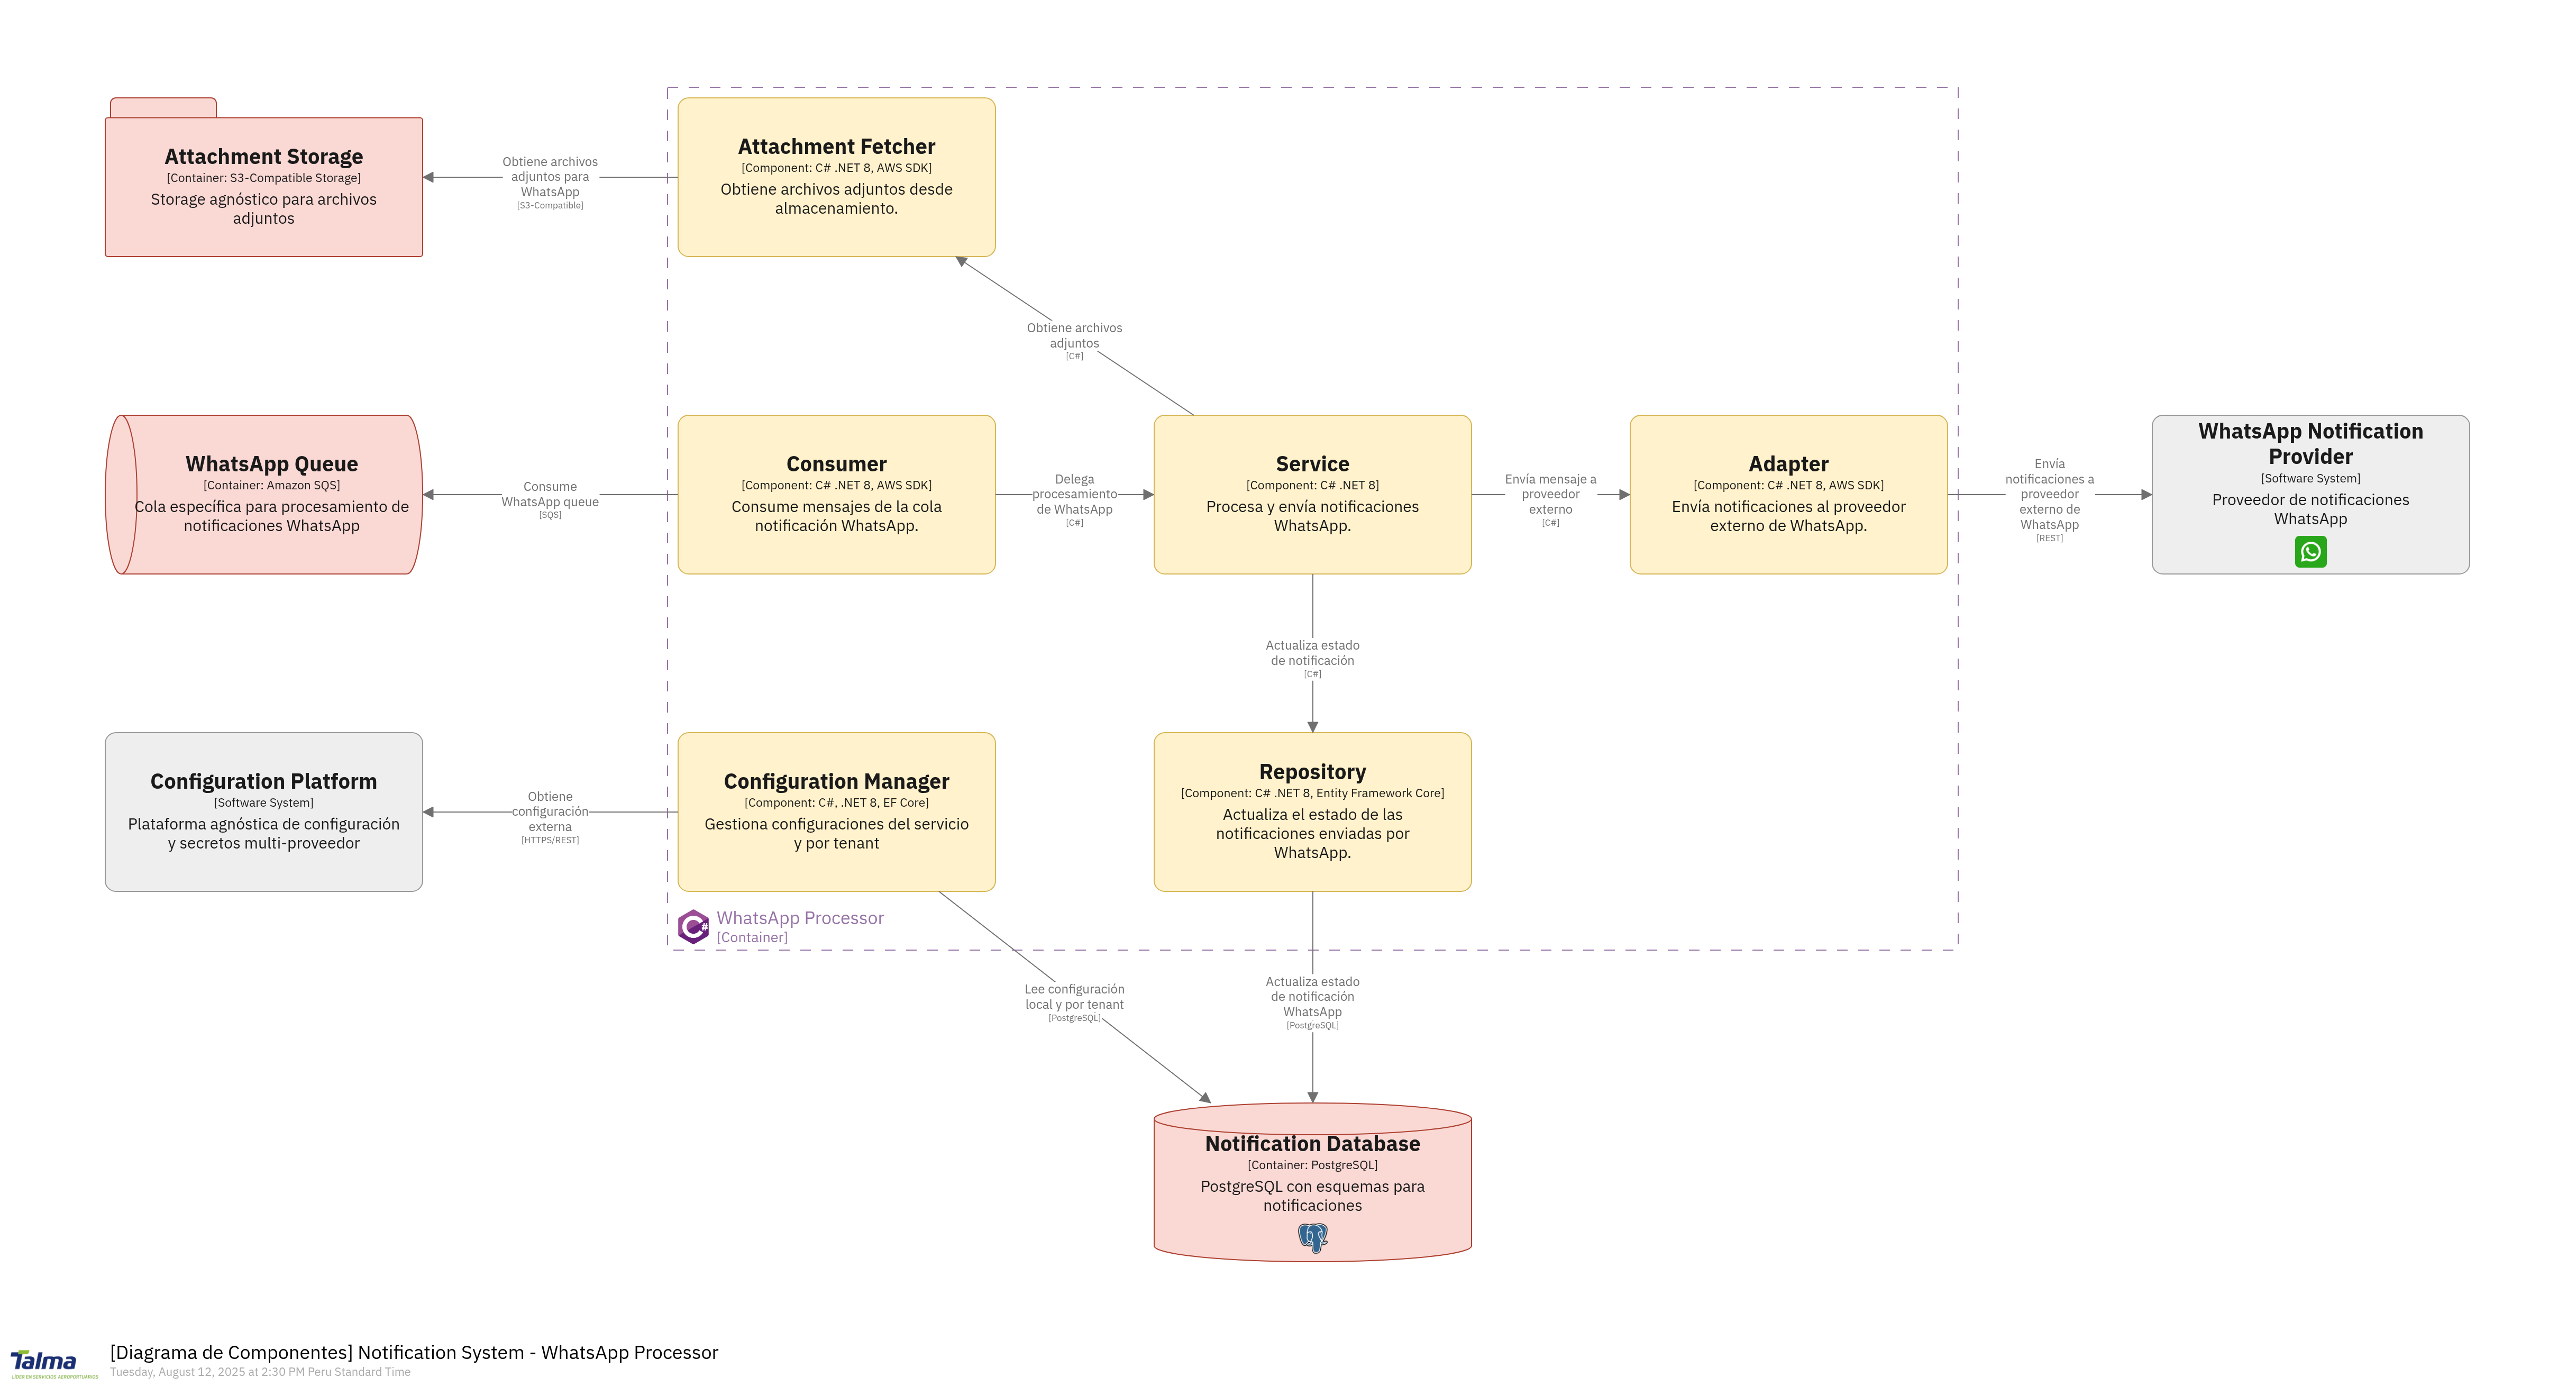 Attachment Storage
[Container: S3-Compatible Storage]
Storage agnóstico para archivos
adjuntos
Obtiene archivos
adjuntos para
WhatsApp
[S3-Compatible]
Attachment Fetcher
[Component: C# .NET 8, AWS SDK]
Obtiene archivos adjuntos desde
almacenamiento.
Obtiene archivos
adjuntos
[C#]
WhatsApp Queue
[Container: Amazon SQS]
Cola específica para procesamiento de
notificaciones WhatsApp
Consume
WhatsApp queue
[SQS]
Consumer
[Component: C# .NET 8, AWS SDK]
Consume mensajes de la cola
notificación WhatsApp.
Delega
procesamiento
de WhatsApp
[C#]
Service
[Component: C# .NET 8]
Procesa y envía notificaciones
WhatsApp.
Envía mensaje a
proveedor
externo
[C#]
Adapter
[Component: C# .NET 8, AWS SDK]
Envía notificaciones al proveedor
externo de WhatsApp.
Envía
notificaciones a
proveedor
externo de
WhatsApp
[REST]
WhatsApp Notification
Provider
[Software System]
Proveedor de notificaciones
WhatsApp
Actualiza estado
de notificación
[C#]
Configuration Platform
[Software System]
Plataforma agnóstica de configuración
y secretos multi-proveedor
Obtiene
configuración
externa
[HTTPS/REST]
Configuration Manager
[Component: C#, .NET 8, EF Core]
Gestiona configuraciones del servicio
y por tenant
Repository
[Component: C# .NET 8, Entity Framework Core]
Actualiza el estado de las
notificaciones enviadas por
WhatsApp.
C#
WhatsApp Processor
[Container]
Lee configuración
local y por tenant
[PostgreSQL]
Actualiza estado
de notificación
WhatsApp
[PostgreSQL]
Notification Database
[Container: PostgreSQL]
PostgreSQL con esquemas para
notificaciones
Talma
LÍDER EN SERVICIOS AEROPORTUARIOS
[Diagrama de Componentes] Notification System - WhatsApp Processor
Tuesday, August 12, 2025 at 2:30 PM Peru Standard Time